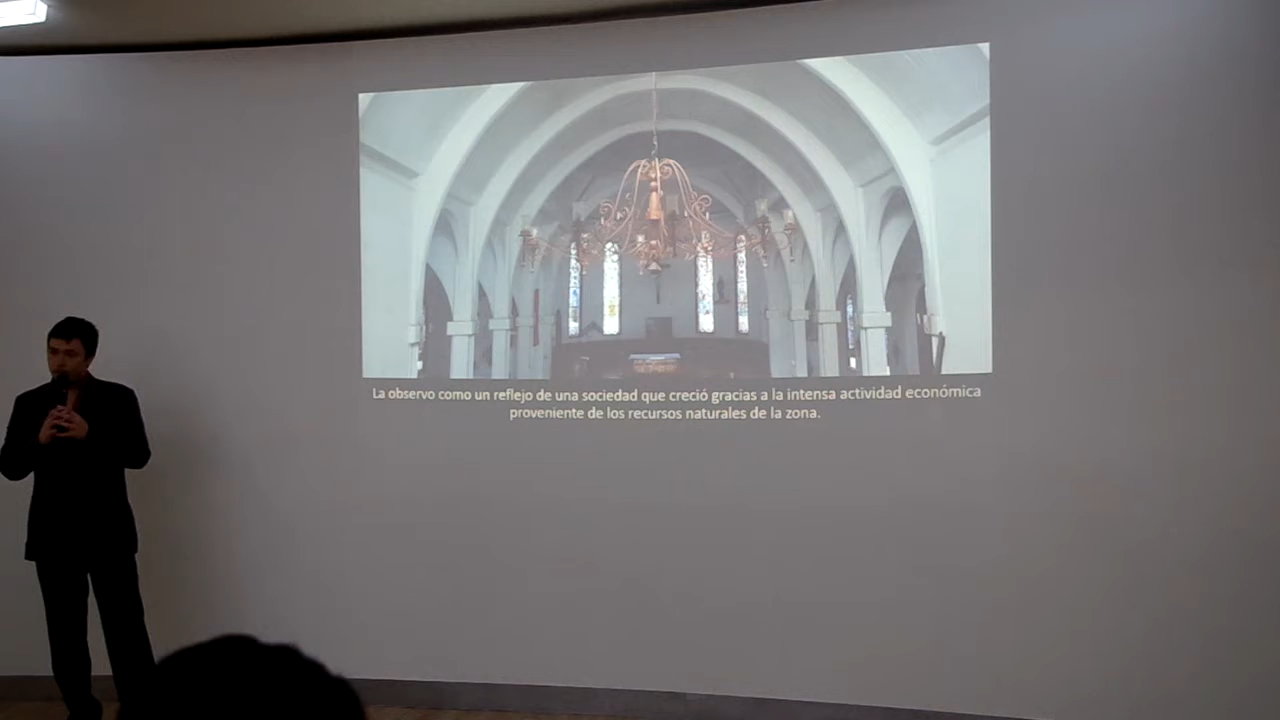 La observo como un reflejo de una sociedad que creció gracias a la intensa actividad económica
proveniente de los recursos naturales de la zona.